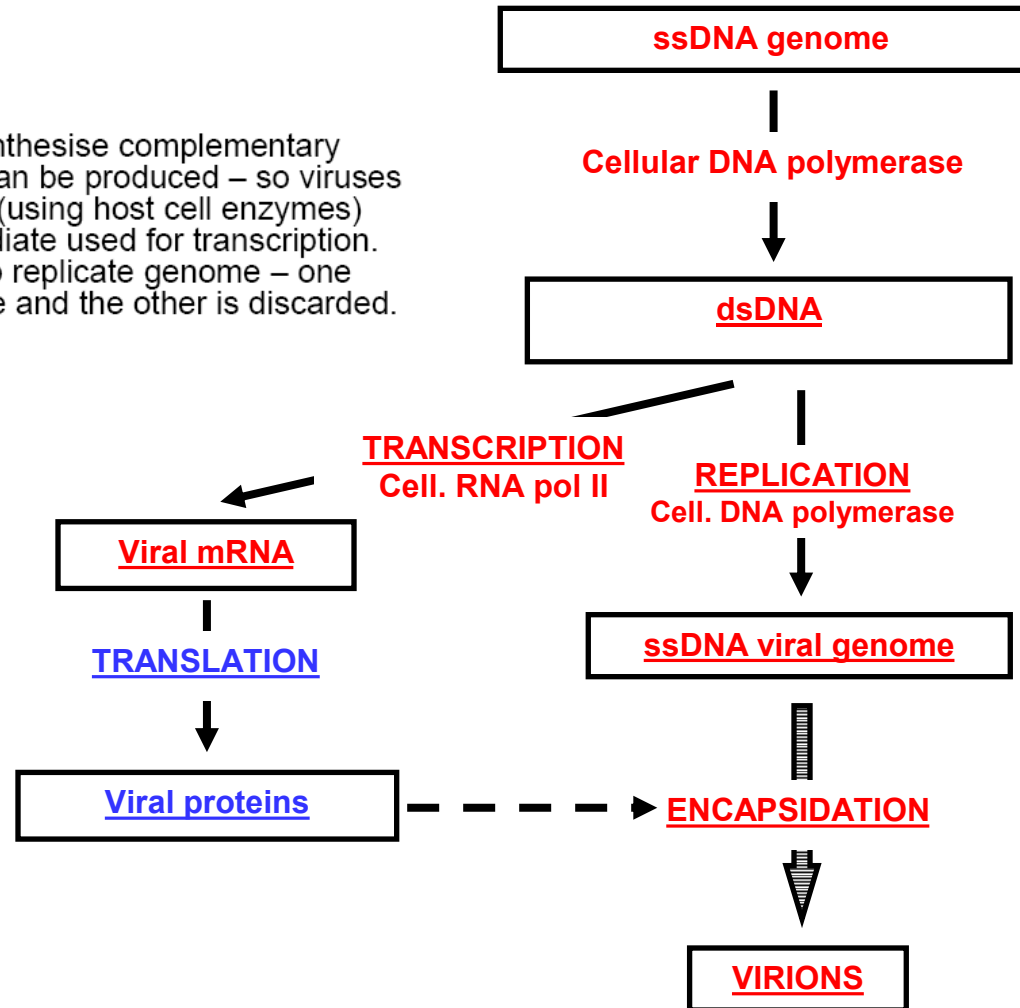 ssDNA genome
nthesise complementary
an be produced – so viruses
(using host cell enzymes)
diate used for transcription.
o replicate genome – one
e and the other is discarded.
Cellular DNA polymerase
dsDNA
TRANSCRIPTION
Cell. RNA pol II
REPLICATION
Cell. DNA polymerase
Viral mRNA
TRANSLATION
ssDNA viral genome
Viral proteins
ENCAPSIDATION
VIRIONS